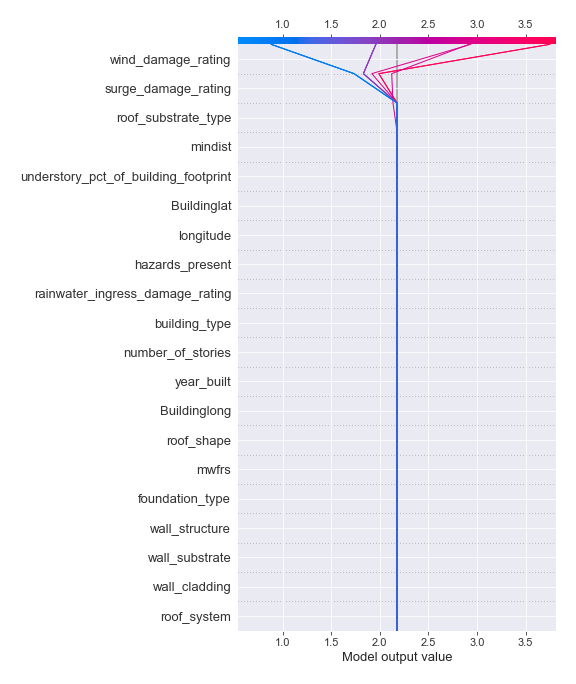 1.0 1.5 2.0 2.5 3.0 3.5
wind_damage_rating
surge_damage_rating
roof_substrate_type
mindist
understory_pct_of_building_footprint
Buildinglat
longitude
hazards_present
rainwater_ingress_damage_rating
building_type
number_of_stories
year_built
Buildinglong
roof_shape
mwfrs
foundation_type
wall_structure
wall_substrate
wall_cladding
roof_system
1.0 1.5 2.0 2.5 3.0 3.5
Model output value